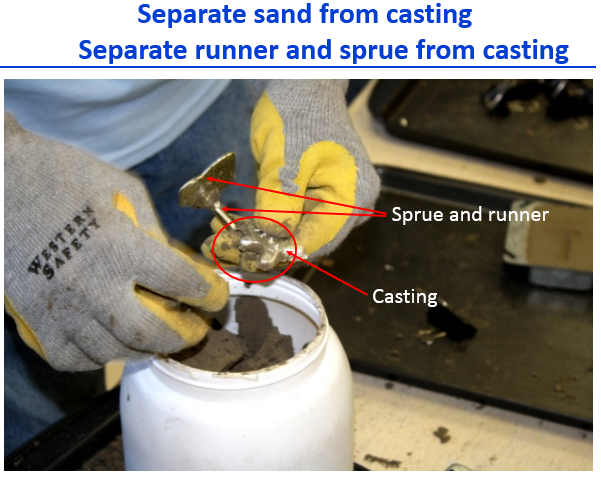 Separate sand from casting
Separate runner and sprue from casting
WESTERN
SAFETY
Sprue and runner
Casting